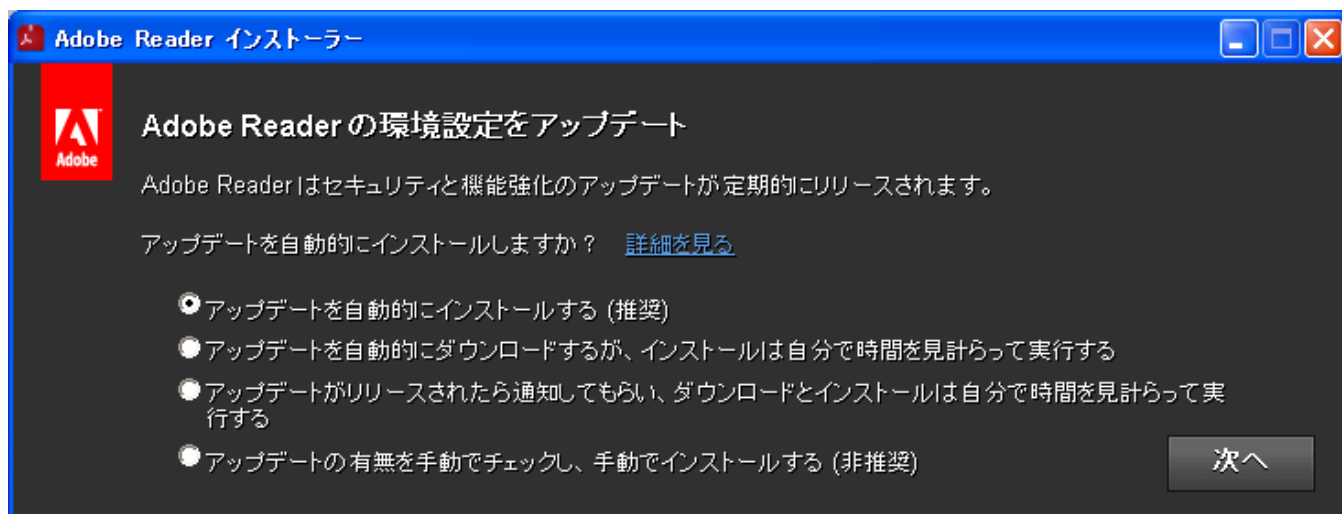 Adobe Reader インストーラー
Adobe
Adobe Reader の環境設定をアップデート
Adobe Readerはセキュリティと機能強化のアップデートが定期的にリリースされます。
アップデートを自動的にインストールしますか？ 詳細を見る
アップデートを自動的にインストールする (推奨)
アップデートを自動的にダウンロードするが、インストールは自分で時間を見計らって実行する
アップデートがリリースされたら通知してもらい、ダウンロードとインストールは自分で時間を見計らって実
行する
アップデートの有無を手動でチェックし、手動でインストールする (非推奨)
次へ